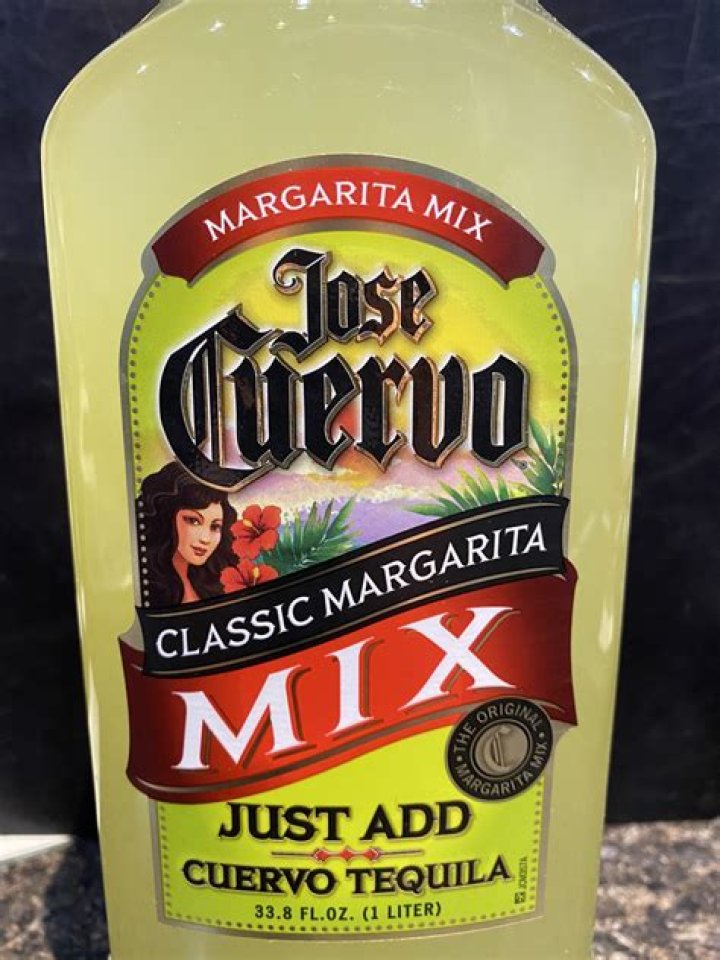 MARGARITA MIX
Jose
Cuervo
CLASSIC MARGARITA
MIX
THE ORIGINAL
MARGARITA MIX
JUST ADD
CUERVO TEQUILA
33.8 FL.OZ. (1 LITER)